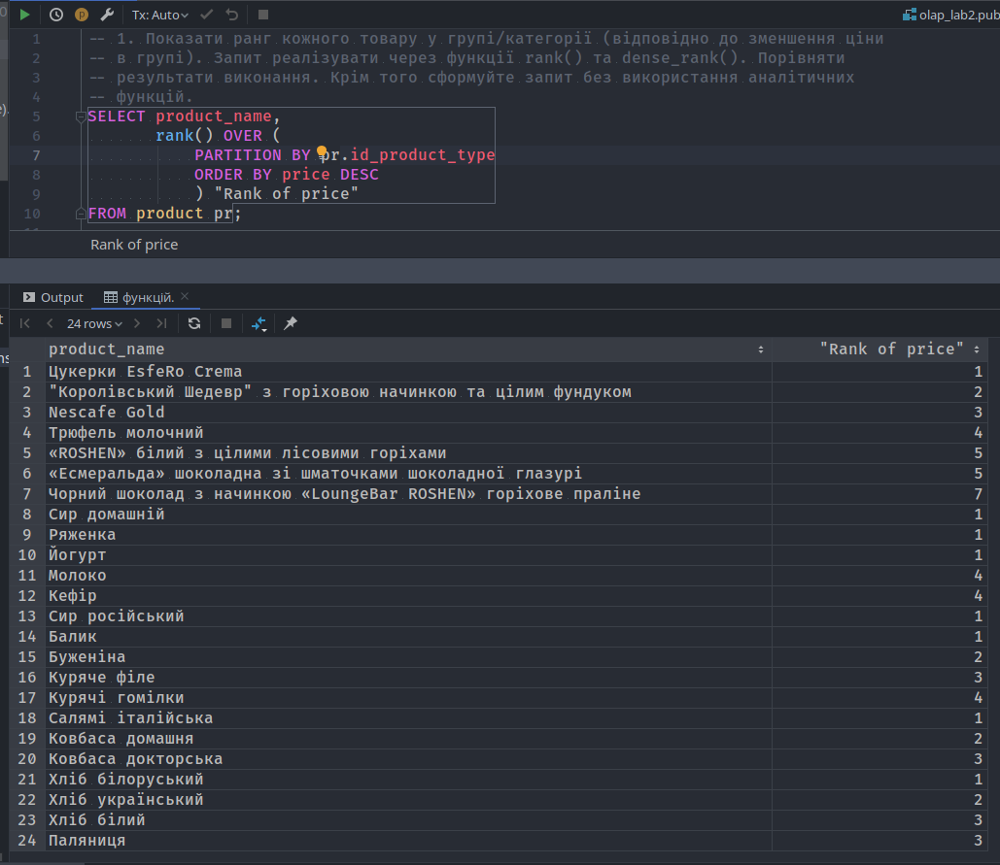 Tx: Auto
olap_lab2.pub
1 -- 1. Показати ранг кожного товару у групі/категорії (відповідно до зменшення ціни
2 -- в групі). Запит реалізувати через функції rank() та dense_rank(). Порівняти
3 -- результати виконання. Крім того сформуйте запит без використання аналітичних
4 -- функцій.
5 SELECT product_name,
6 rank() OVER (
7 PARTITION BY pr.id_product_type
8 ORDER BY price DESC
9 ) "Rank of price"
10 FROM product pr;
Rank of price
Output функцій.
24 rows
product_name "Rank of price"
1 Цукерки EsfeRo Crema 1
2 "Королівський Шедевр" з горіховою начинкою та цілим фундуком 2
3 Nescafe Gold 3
4 Трюфель молочний 4
5 «ROSHEN» білий з цілими лісовими горіхами 5
6 «Есмеральда» шоколадна зі шматочками шоколадної глазурі 5
7 Чорний шоколад з начинкою «LoungeBar ROSHEN» горіхове праліне 7
8 Сир домашній 1
9 Ряженка 1
10 Йогурт 1
11 Молоко 4
12 Кефір 4
13 Сир російський 1
14 Балик 1
15 Буженіна 2
16 Куряче філе 3
17 Курячі гомілки 4
18 Салямі італійська 1
19 Ковбаса домашня 2
20 Ковбаса докторська 3
21 Хліб білоруський 1
22 Хліб український 2
23 Хліб білий 3
24 Паляниця 3